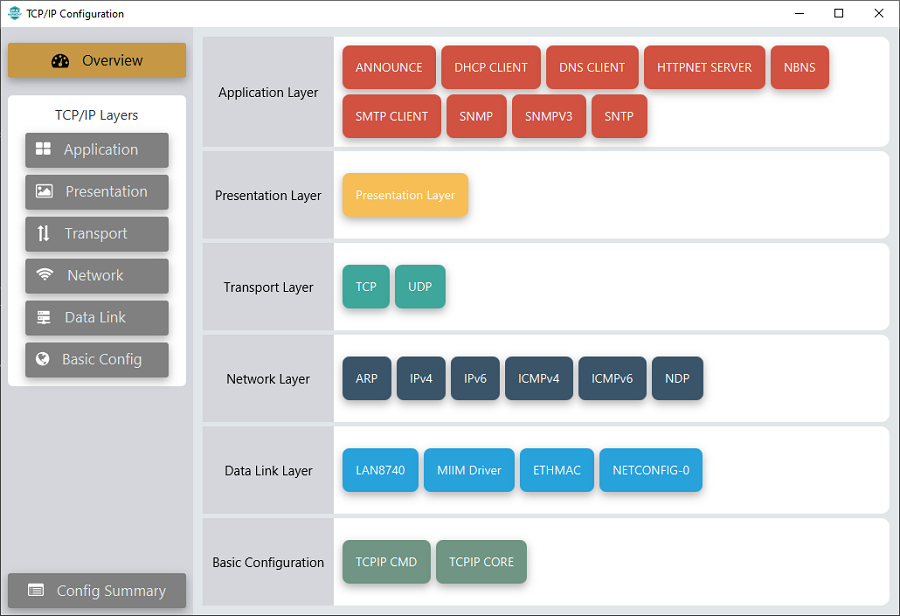 TCP/IP Configuration
Overview
TCP/IP Layers
Application
Presentation
Transport
Network
Data Link
Basic Config
Config Summary
Application Layer
ANNOUNCE DHCP CLIENT DNS CLIENT HTTPNET SERVER NBNS
SMTP CLIENT SNMP SNMPV3 SNTP
Presentation Layer
Presentation Layer
Transport Layer
TCP UDP
Network Layer
ARP IPv4 IPv6 ICMPv4 ICMPv6 NDP
Data Link Layer
LAN8740 MIIM Driver ETHMAC NETCONFIG-0
Basic Configuration
TCPIP CMD TCPIP CORE